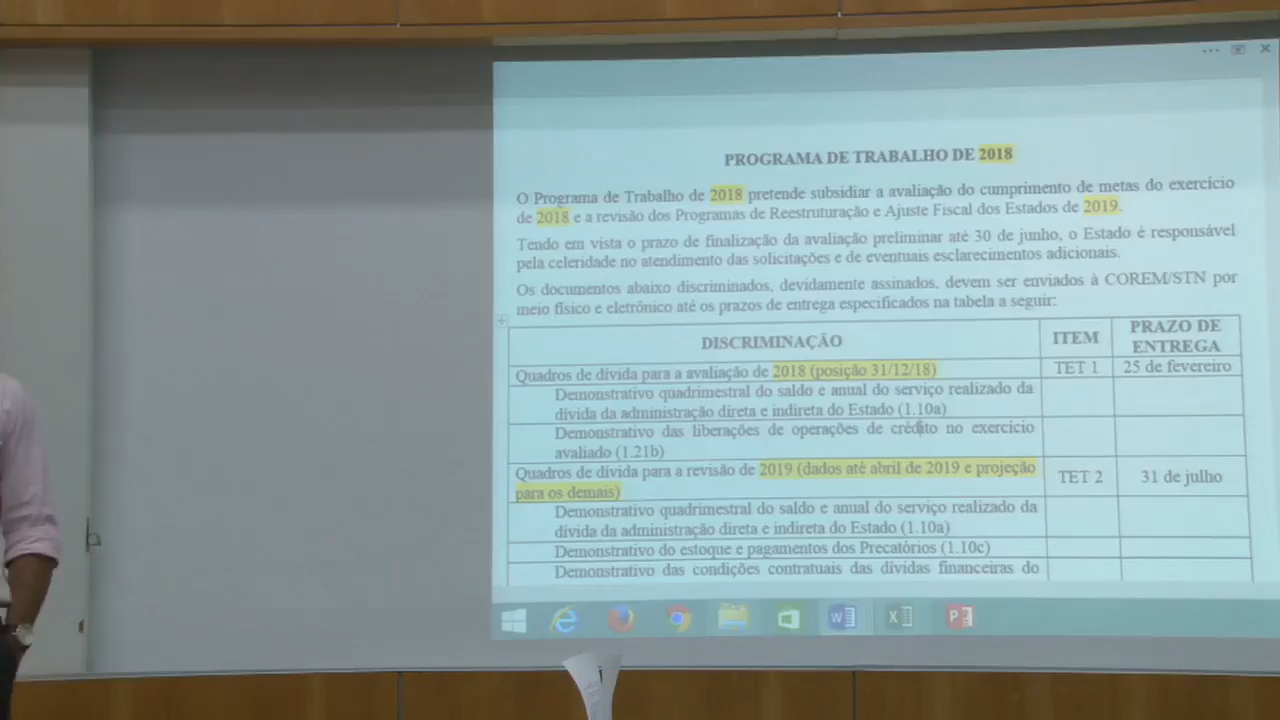 PROGRAMA DE TRABALHO DE 2018
O Programa de Trabalho de 2018 pretende subsidiar a avaliação do cumprimento de metas do exercício
de 2018 e a revisão dos Programas de Reestruturação e Ajuste Fiscal dos Estados de 2019.
Tendo em vista o prazo de finalização da avaliação preliminar até 30 de junho, o Estado é responsável
pela celeridade no atendimento das solicitações e de eventuais esclarecimentos adicionais.
Os documentos abaixo discriminados, devidamente assinados, devem ser enviados à COREM/STN por
meio físico e eletrônico até os prazos de entrega especificados na tabela a seguir:
DISCRIMINAÇÃO ITEM PRAZO DE
ENTREGA
Quadros de dívida para a avaliação de 2018 (posição 31/12/18) TET 1 25 de fevereiro
Demonstrativo quadrimestral do saldo e anual do serviço realizado da
dívida da administração direta e indireta do Estado (1.10a)
Demonstrativo das liberações de operações de crédito no exercício
avaliado (1.21b)
Quadros de dívida para a revisão de 2019 (dados até abril de 2019 e projeção
para os demais) TET 2 31 de julho
Demonstrativo quadrimestral do saldo e anual do serviço realizado da
dívida da administração direta e indireta do Estado (1.10a)
Demonstrativo do estoque e pagamentos dos Precatórios (1.10c)
Demonstrativo das condições contratuais das dívidas financeiras do